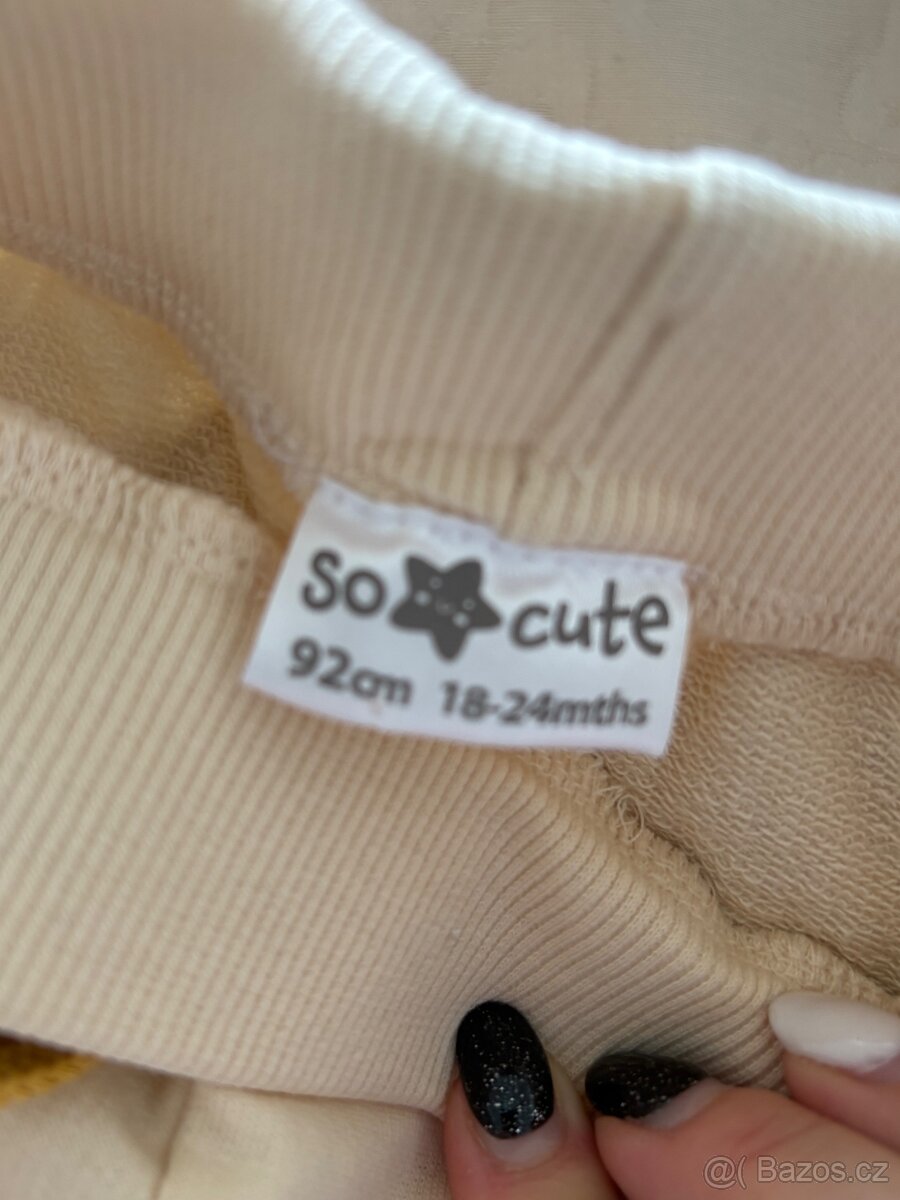 So cute
92cm 18-24mths
@( Bazos.cz